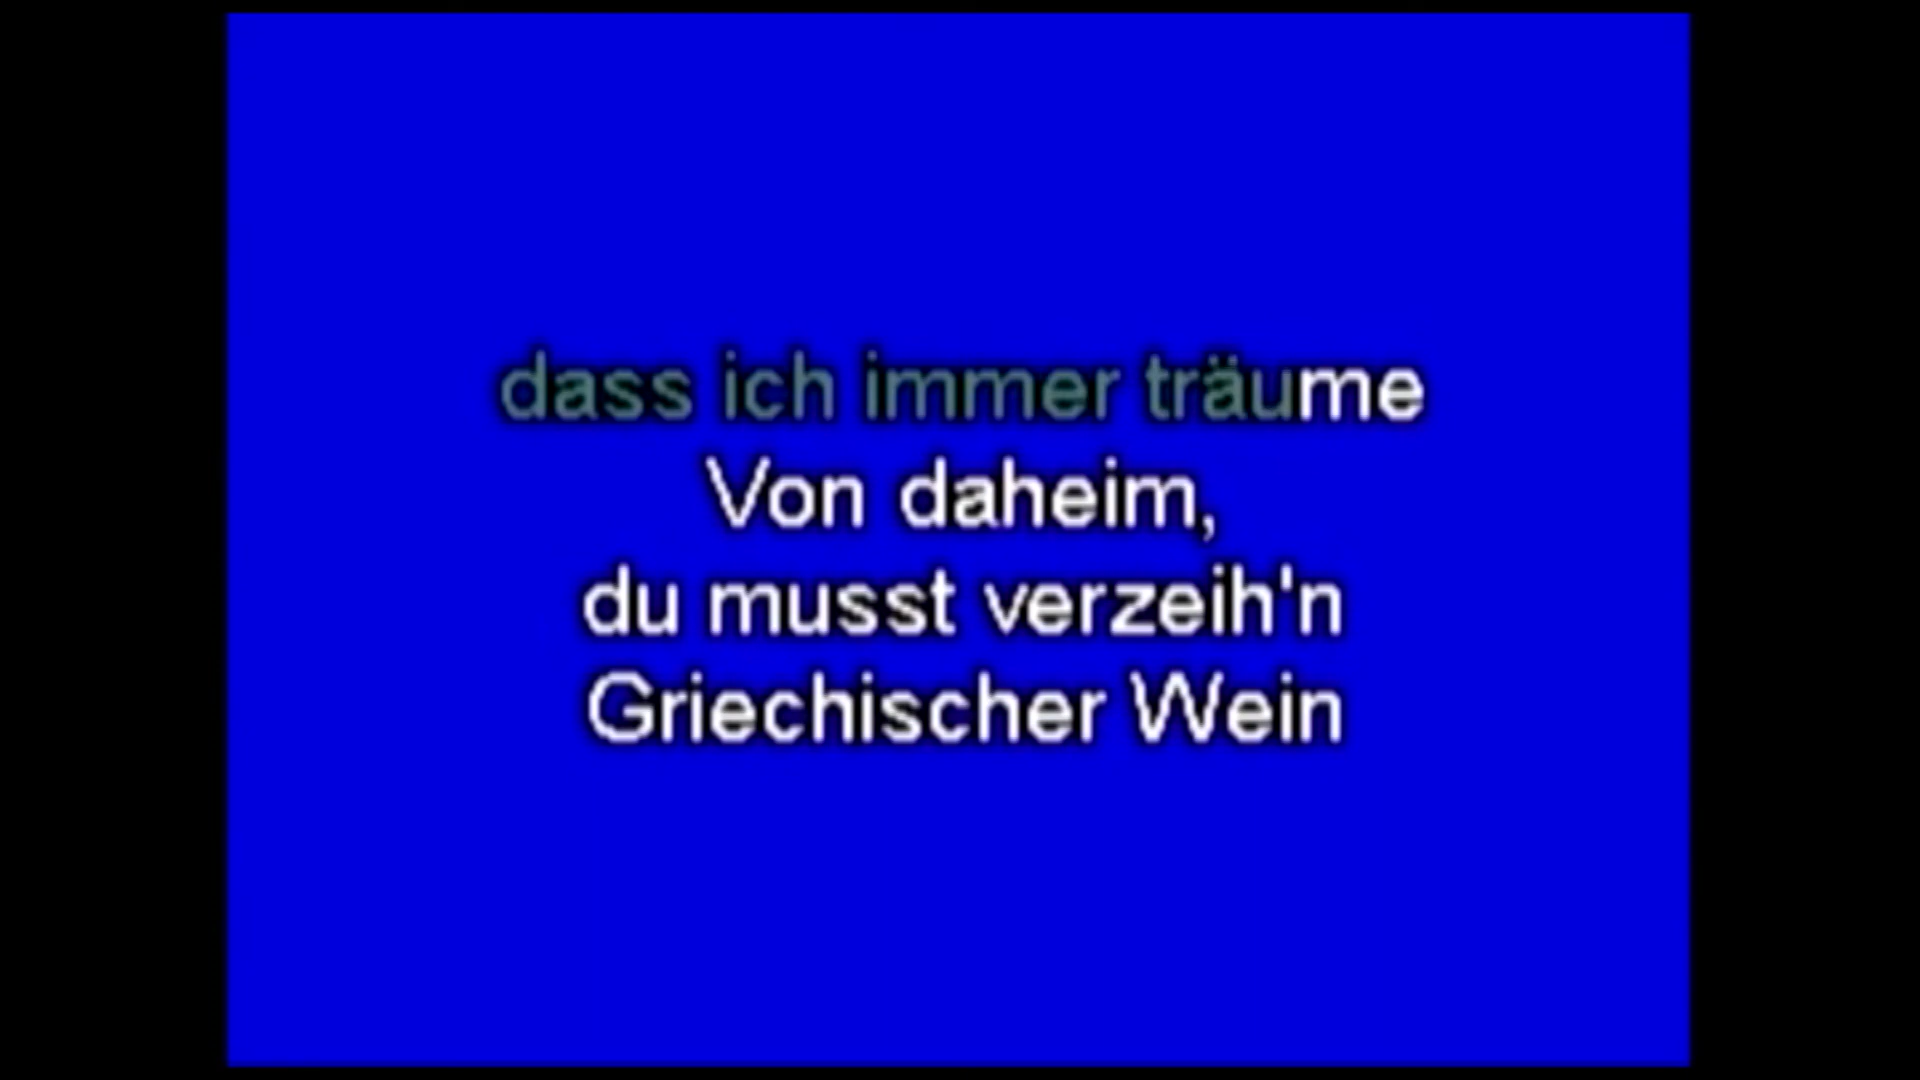 dass ich immer träume
Von daheim,
du musst verzeih'n
Griechischer Wein